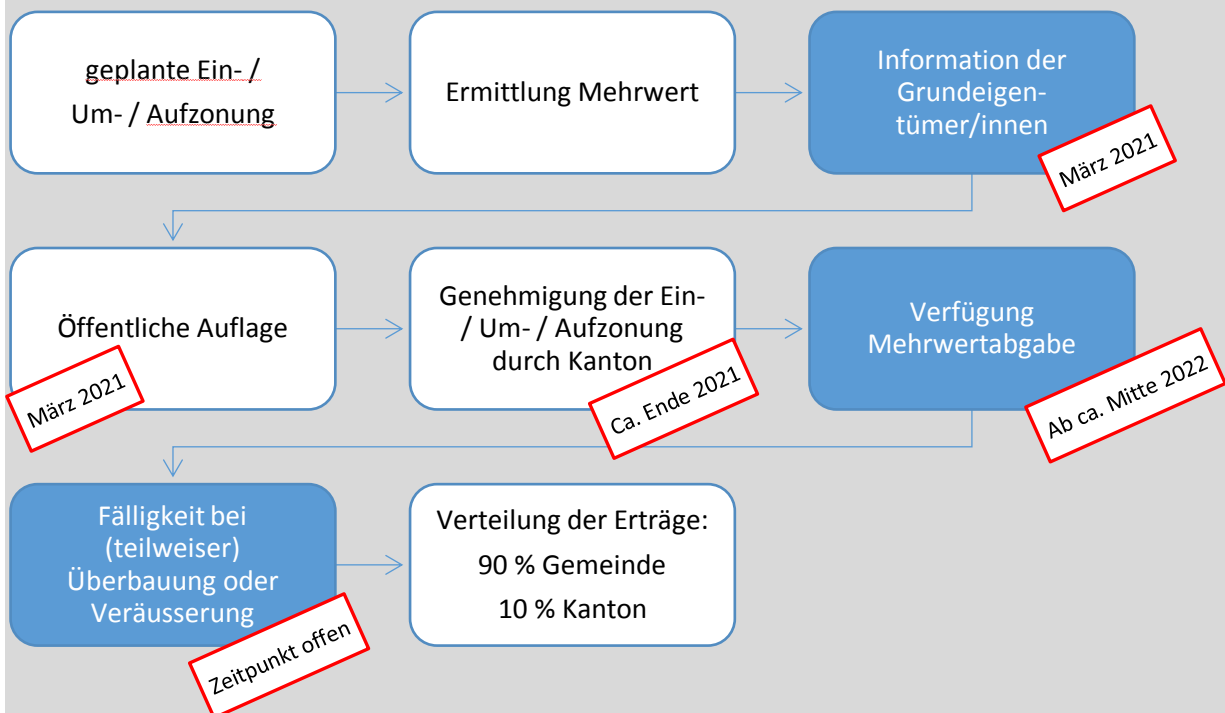 geplante Ein- /
Um- / Aufzonung
Ermittlung Mehrwert
Information der
Grundeigen-
tümer/innen
März 2021
Öffentliche Auflage
März 2021
Genehmigung der Ein-
/ Um- / Aufzonung
durch Kanton
Ca. Ende 2021
Verfügung
Mehrwertabgabe
Ab ca. Mitte 2022
Fälligkeit bei
(teilweiser)
Überbauung oder
Veräusserung
Zeitpunkt offen
Verteilung der Erträge:
90 % Gemeinde
10 % Kanton